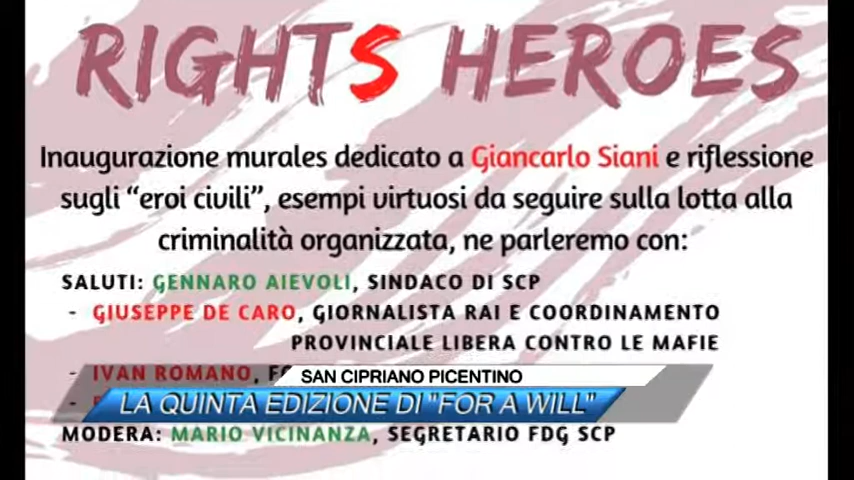 RIGHTS HEROES
Inaugurazione murales dedicato a Giancarlo Siani e riflessione
sugli "eroi civili", esempi virtuosi da seguire sulla lotta alla
criminalità organizzata, ne parleremo con:
SALUTI: GENNARO AIEVOLI, SINDACO DI SCP
- GIUSEPPE DE CARO, GIORNALISTA RAI E COORDINAMENTO
PROVINCIALE LIBERA CONTRO LE MAFIE
- IVAN ROMANO,
SAN CIPRIANO PICENTINO
LA QUINTA EDIZIONE DI "FOR A WILL"
MODERA: MARIO VICINANZA, SEGRETARIO FDG SCP